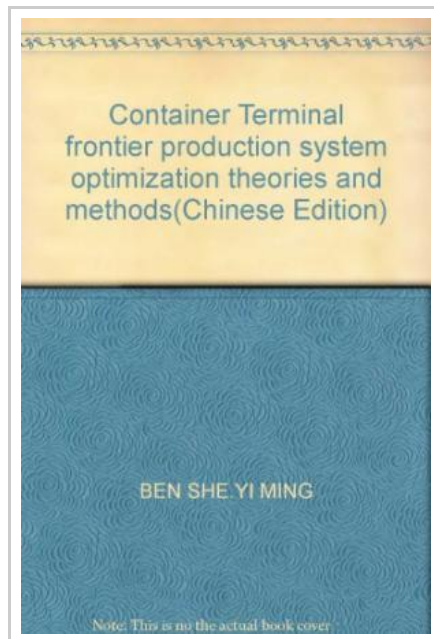 Container Terminal
frontier production system
optimization theories and
methods(Chinese Edition)
BEN SHE.YI MING
Note: This is no the actual book cover